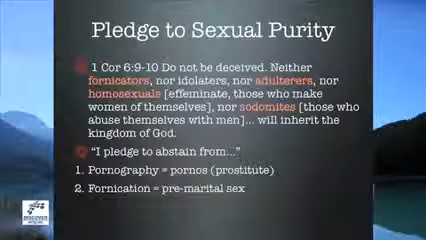 Pledge to Sexual Purity
1 Cor 6:9-10 Do not be deceived. Neither
fornicators, nor idolaters, nor adulterers, nor
homosexuals [effeminate, those who make
women of themselves], nor sodomites [those who
abuse themselves with men]... will inherit the
kingdom of God.
"I pledge to abstain from..."
1. Pornography = pornos (prostitute)
2. Fornication = pre-marital sex
DISCOVER